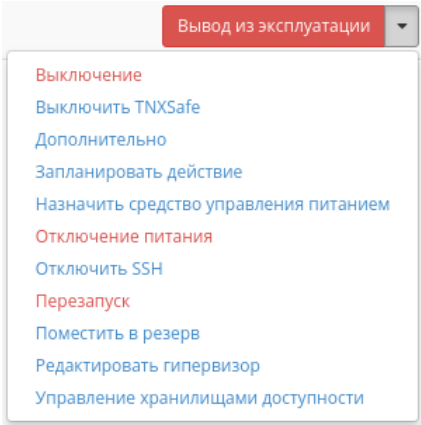 Вывод из эксплуатации
Выключение
Выключить TNXSafe
Дополнительно
Запланировать действие
Назначить средство управления питанием
Отключение питания
Отключить SSH
Перезапуск
Поместить в резерв
Редактировать гипервизор
Управление хранилищами доступности